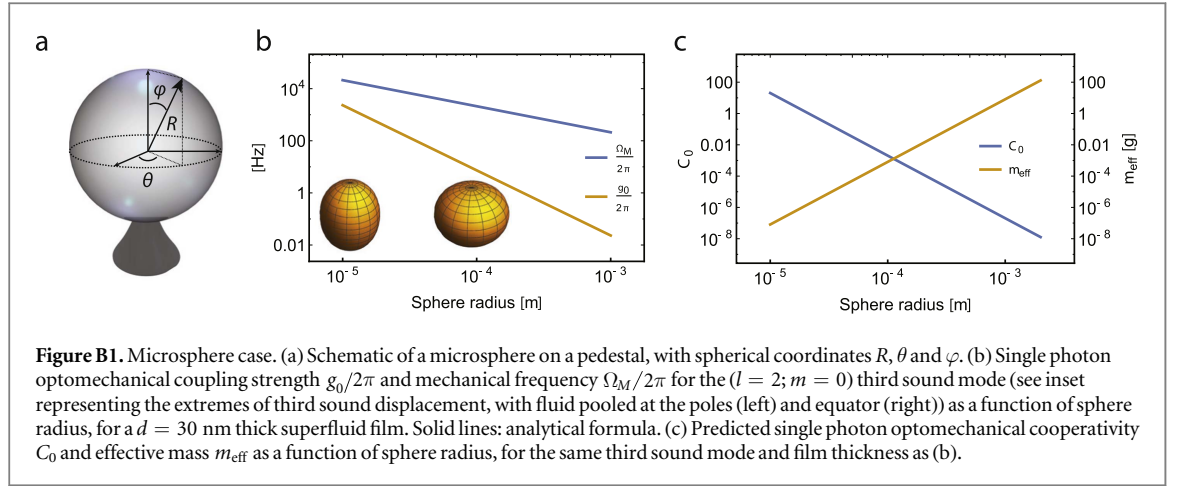 a
φ
R
θ
b
[Hz]
10^4
100
1
0.01
Ω_M/2π
g_0/2π
10^-5
10^-4
10^-3
Sphere radius [m]
c
C_0
100
1
0.01
10^-4
10^-6
10^-8
C_0
m_eff
100
1
0.01
10^-4
10^-6
10^-8
m_eff [g]
10^-5
10^-4
10^-3
Sphere radius [m]
Figure B1. Microsphere case. (a) Schematic of a microsphere on a pedestal, with spherical coordinates R, θ and φ. (b) Single photon
optomechanical coupling strength g_0/2π and mechanical frequency Ω_M/2π for the (l = 2; m = 0) third sound mode (see inset
representing the extremes of third sound displacement, with fluid pooled at the poles (left) and equator (right)) as a function of sphere
radius, for a d = 30 nm thick superfluid film. Solid lines: analytical formula. (c) Predicted single photon optomechanical cooperativity
C_0 and effective mass m_eff as a function of sphere radius, for the same third sound mode and film thickness as (b).